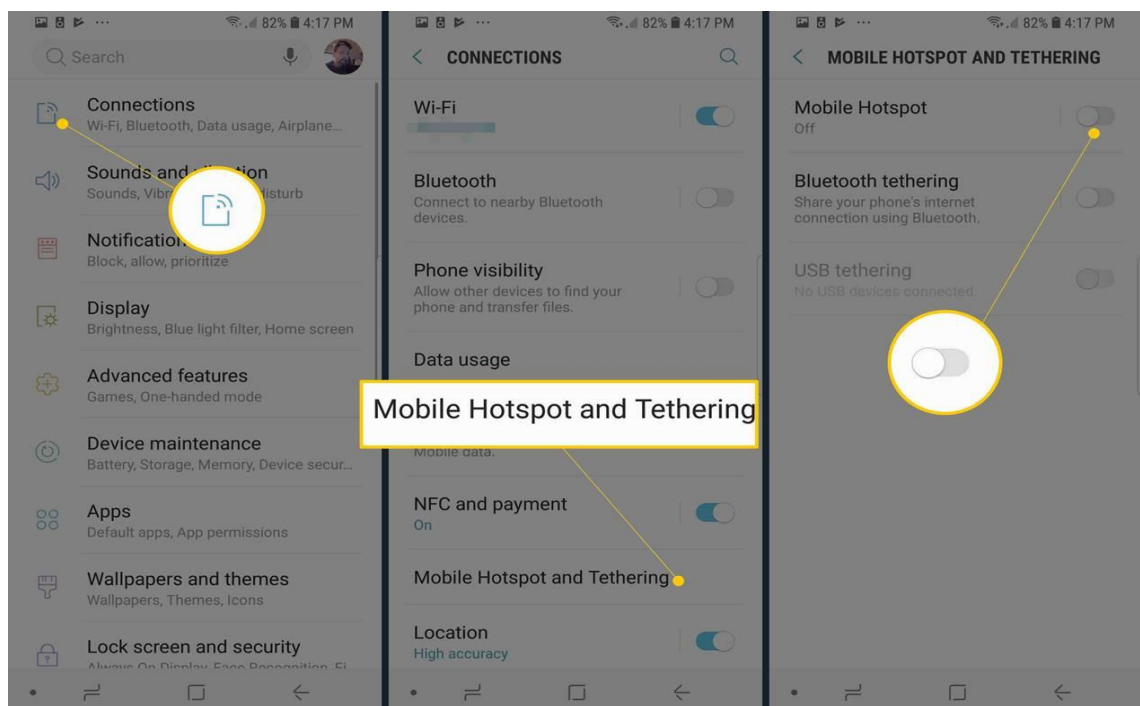 82% 4:17 PM
Search
Connections
Wi-Fi, Bluetooth, Data usage, Airplane...
Sounds and
Sounds,
Notification
Block, allow, prioritize
Display
Brightness, Blue light filter, Home screen
Advanced features
Games, One-handed mode
Device maintenance
Battery, Storage, Memory, Device secur...
Apps
Default apps, App permissions
Wallpapers and themes
Wallpapers, Themes, Icons
Lock screen and security
Always On Display, Face Recognition, Fi
82% 4:17 PM
CONNECTIONS
Wi-Fi
Bluetooth
Connect to nearby Bluetooth
devices.
Phone visibility
Allow other devices to find your
phone and transfer files.
Data usage
Mobile Hotspot and Tethering
Mobile data.
NFC and payment
On
Mobile Hotspot and Tethering
Location
High accuracy
82% 4:17 PM
MOBILE HOTSPOT AND TETHERING
Mobile Hotspot
Off
Bluetooth tethering
Share your phone's internet
connection using Bluetooth.
USB tethering
No USB devices connected.